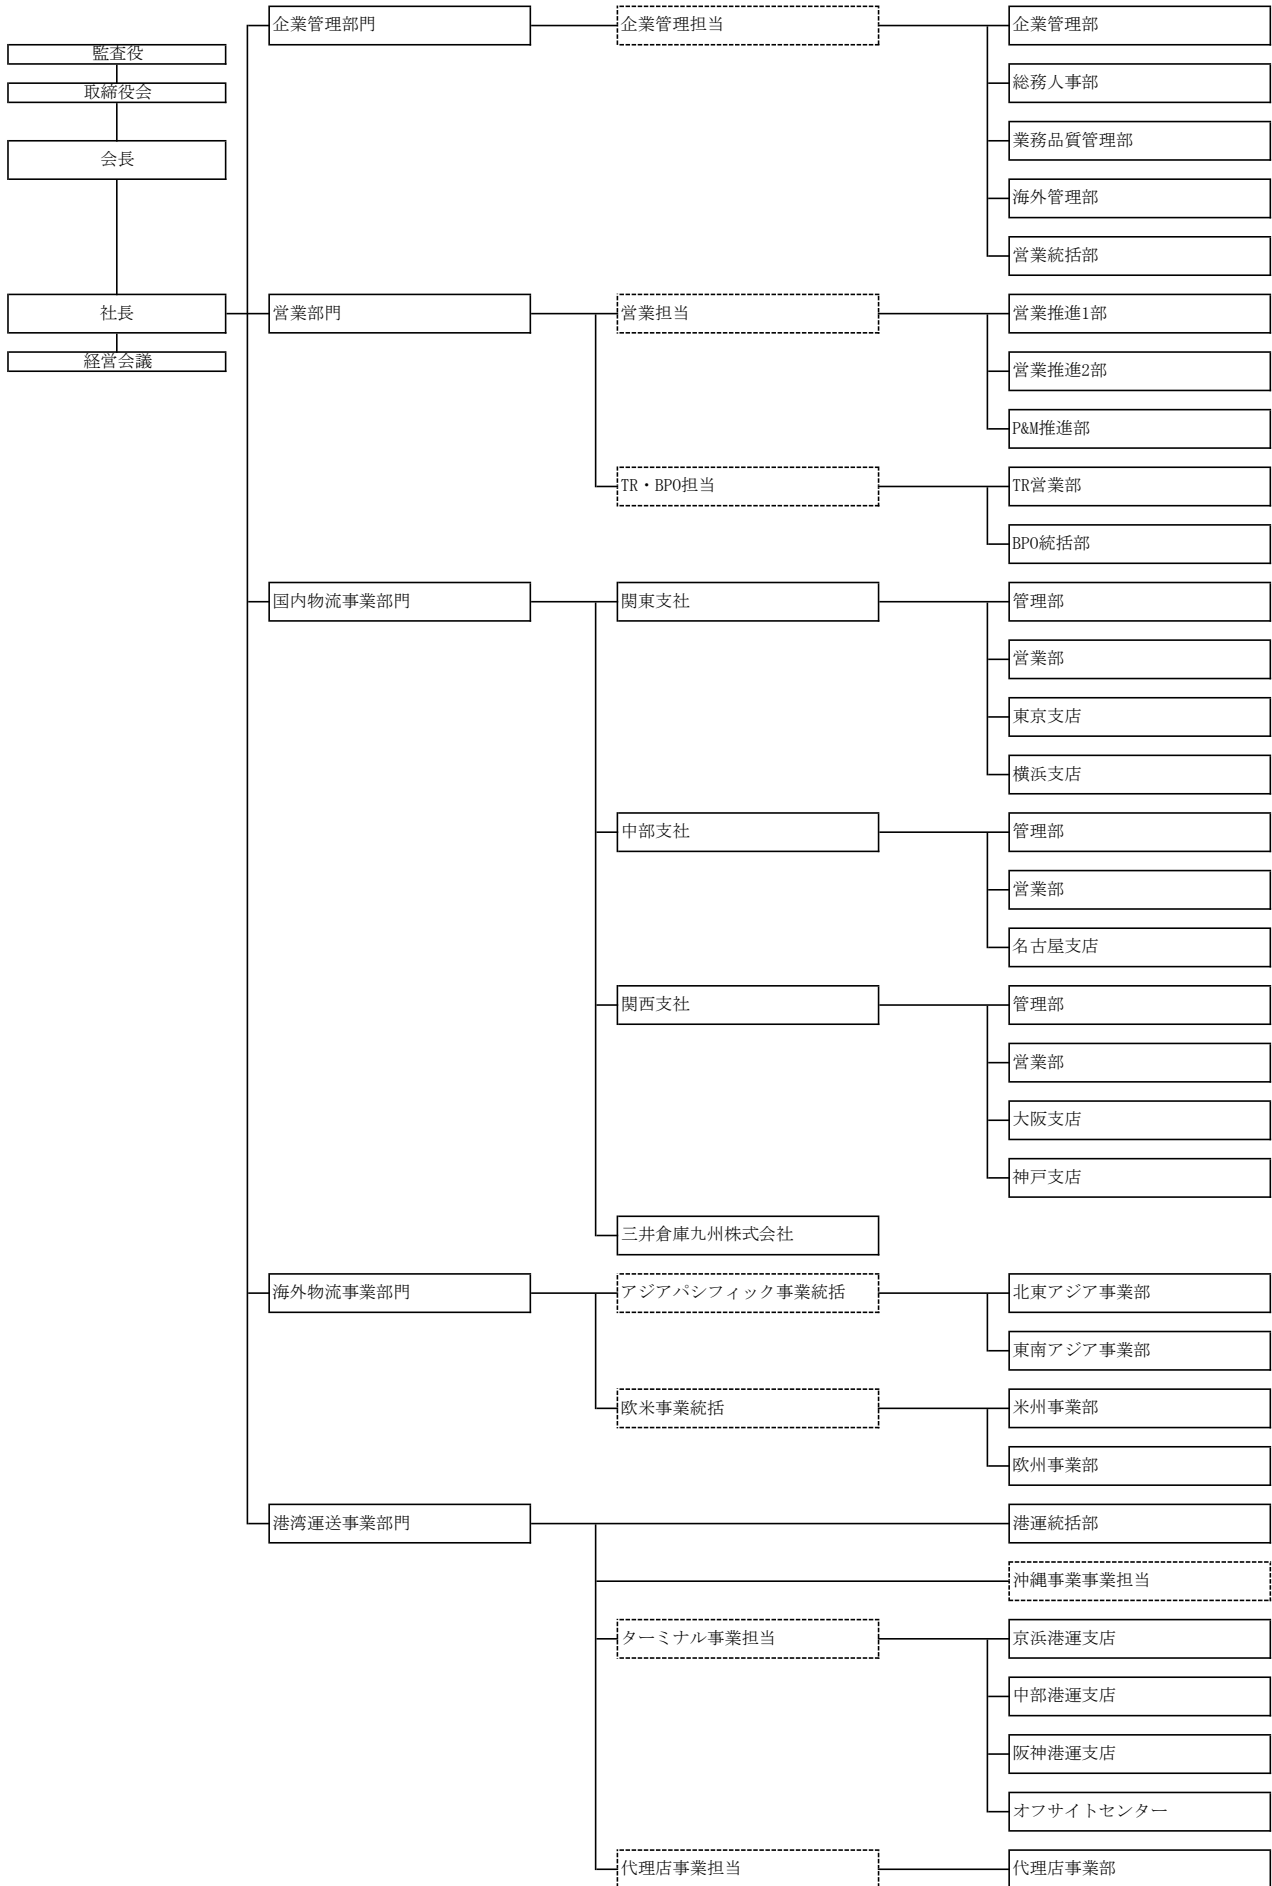 監査役
取締役会
会長
社長
経営会議
企業管理部門
企業管理担当
企業管理部
総務人事部
業務品質管理部
海外管理部
営業統括部
営業部門
営業担当
営業推進1部
営業推進2部
P&M推進部
TR・BPO担当
TR営業部
BPO統括部
国内物流事業部門
関東支社
管理部
営業部
東京支店
横浜支店
中部支社
管理部
営業部
名古屋支店
関西支社
管理部
営業部
大阪支店
神戸支店
三井倉庫九州株式会社
海外物流事業部門
アジアパシフィック事業統括
北東アジア事業部
東南アジア事業部
欧米事業統括
米州事業部
欧州事業部
港湾運送事業部門
港運統括部
沖縄事業事業担当
ターミナル事業担当
京浜港運支店
中部港運支店
阪神港運支店
オフサイトセンター
代理店事業担当
代理店事業部